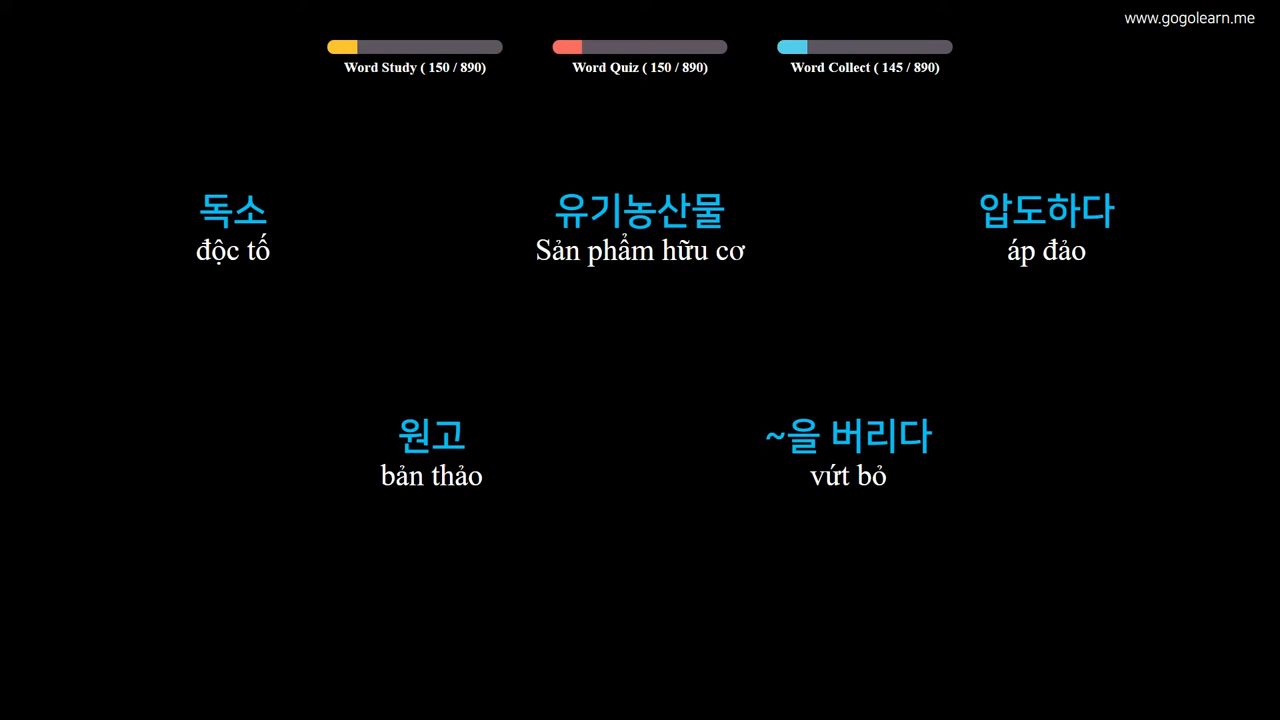 www.gogolearn.me
Word Study ( 150 / 890)
Word Quiz ( 150 / 890)
Word Collect ( 145 / 890)
독소
độc tố
유기농산물
Sản phẩm hữu cơ
압도하다
áp đảo
원고
bản thảo
~을 버리다
vứt bỏ